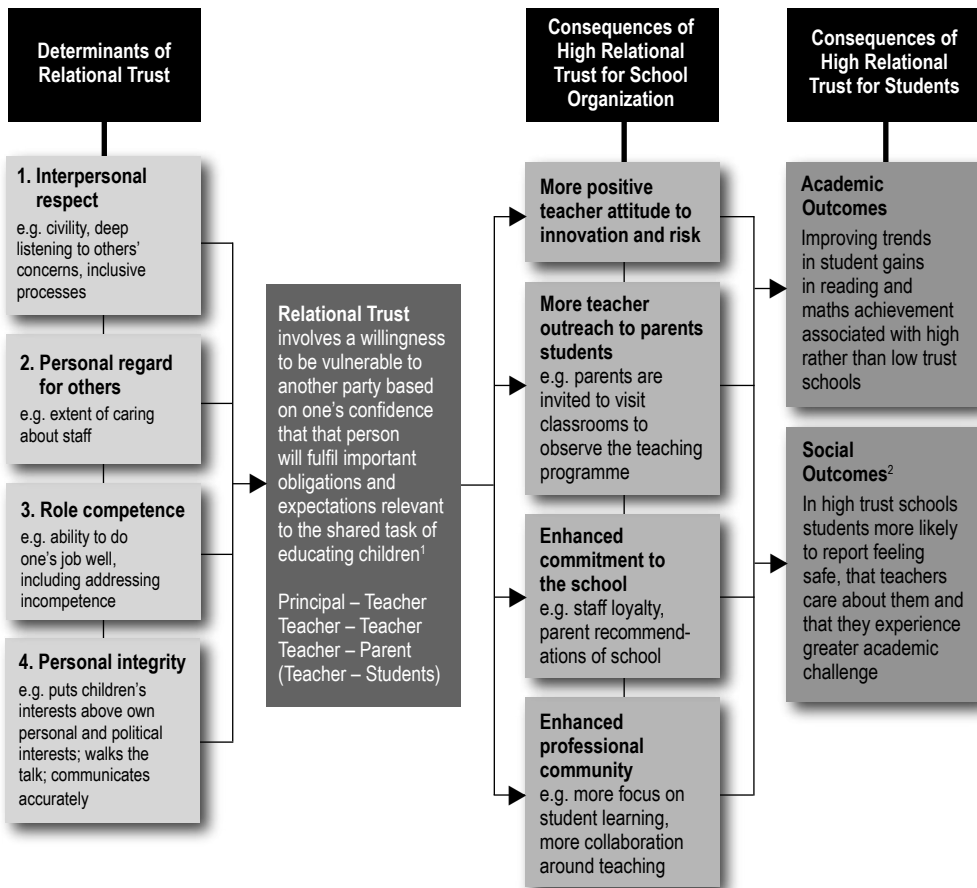 Determinants of
Relational Trust
1. Interpersonal
respect
e.g. civility, deep
listening to others’
concerns, inclusive
processes
2. Personal regard
for others
e.g. extent of caring
about staff
3. Role competence
e.g. ability to do
one’s job well,
including addressing
incompetence
4. Personal integrity
e.g. puts children’s
interests above own
personal and political
interests; walks the
talk; communicates
accurately
Relational Trust
involves a willingness
to be vulnerable to
another party based
on one’s confidence
that that person
will fulfil important
obligations and
expectations relevant
to the shared task of
educating children¹
Principal – Teacher
Teacher – Teacher
Teacher – Parent
(Teacher – Students)
Consequences of
High Relational
Trust for School
Organization
More positive
teacher attitude to
innovation and risk
More teacher
outreach to parents
students
e.g. parents are
invited to visit
classrooms to
observe the teaching
programme
Enhanced
commitment to
the school
e.g. staff loyalty,
parent recommend-
ations of school
Enhanced
professional
community
e.g. more focus on
student learning,
more collaboration
around teaching
Consequences of
High Relational
Trust for Students
Academic
Outcomes
Improving trends
in student gains
in reading and
maths achievement
associated with high
rather than low trust
schools
Social
Outcomes²
In high trust schools
students more likely
to report feeling
safe, that teachers
care about them and
that they experience
greater academic
challenge